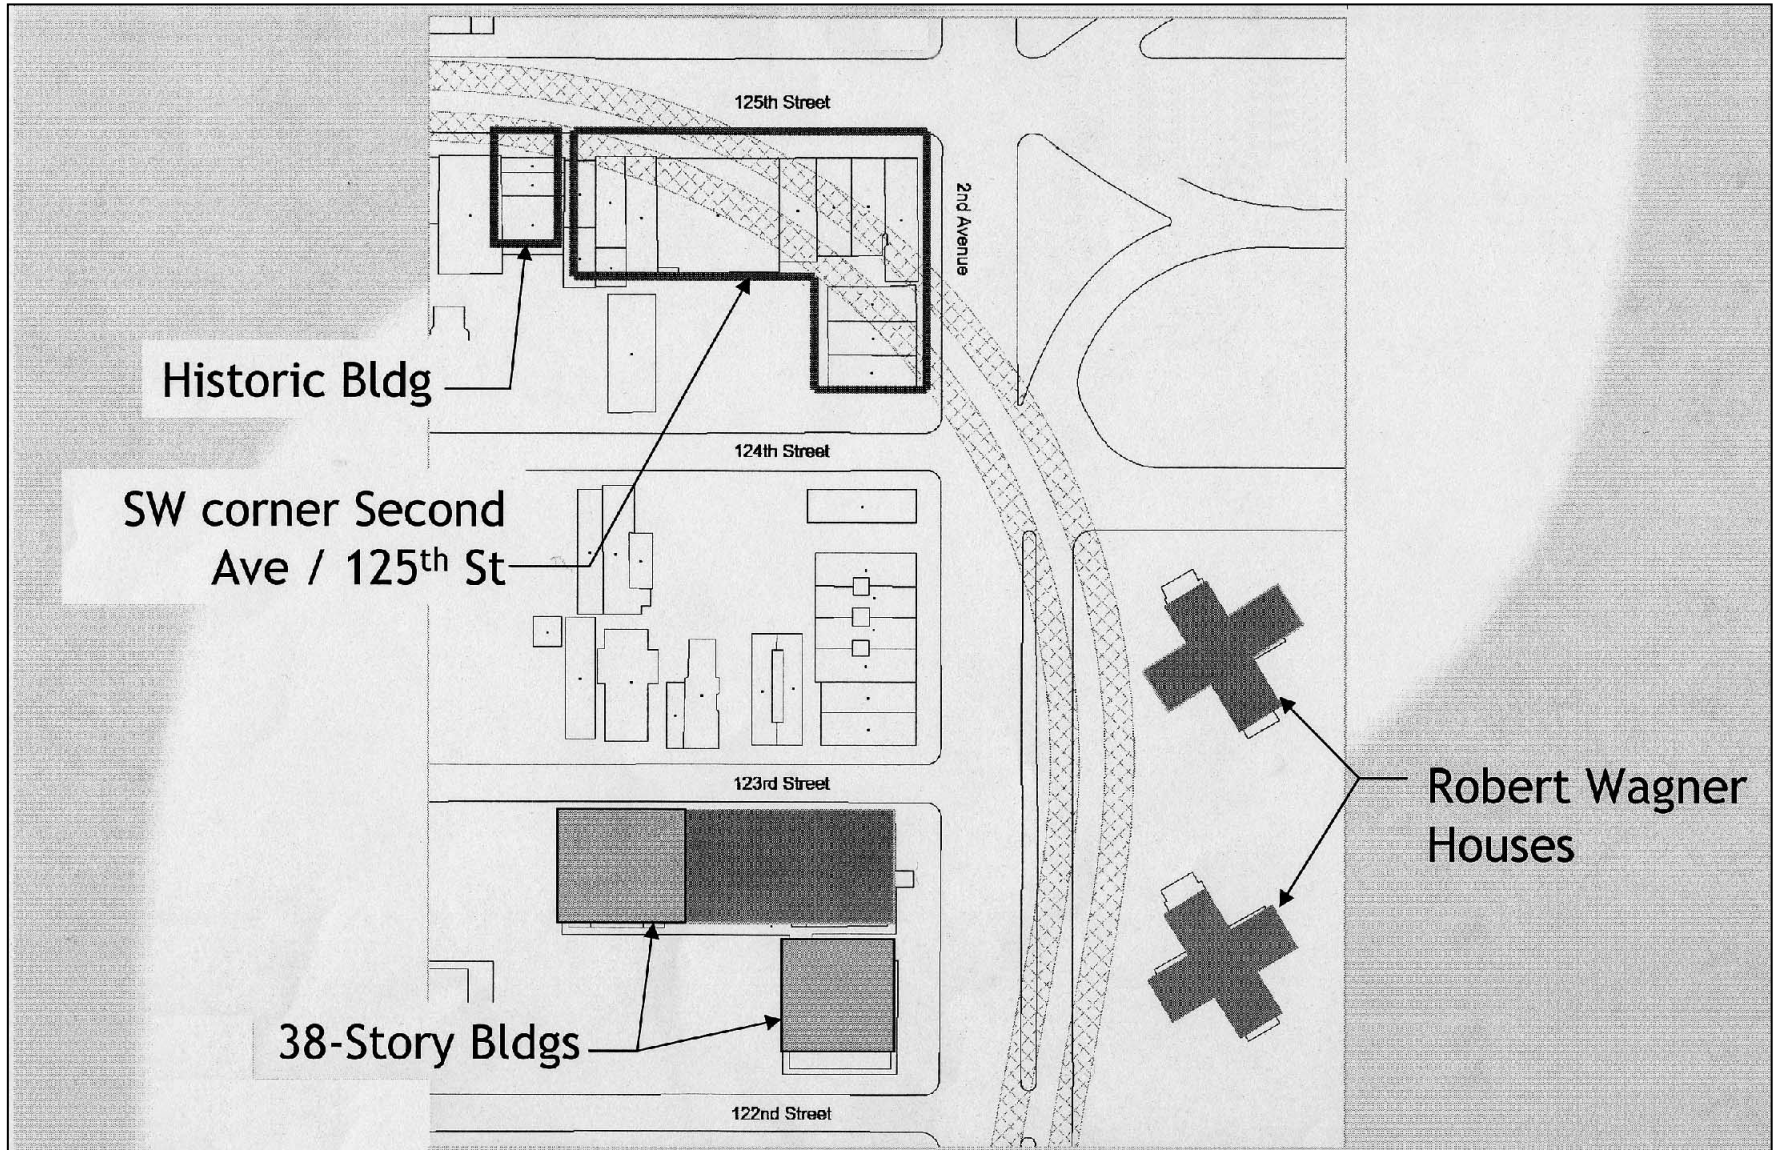 125th Street
2nd Avenue
Historic Bldg
124th Street
SW corner Second
Ave / 125th St
123rd Street
Robert Wagner
Houses
38-Story Bldgs
122nd Street